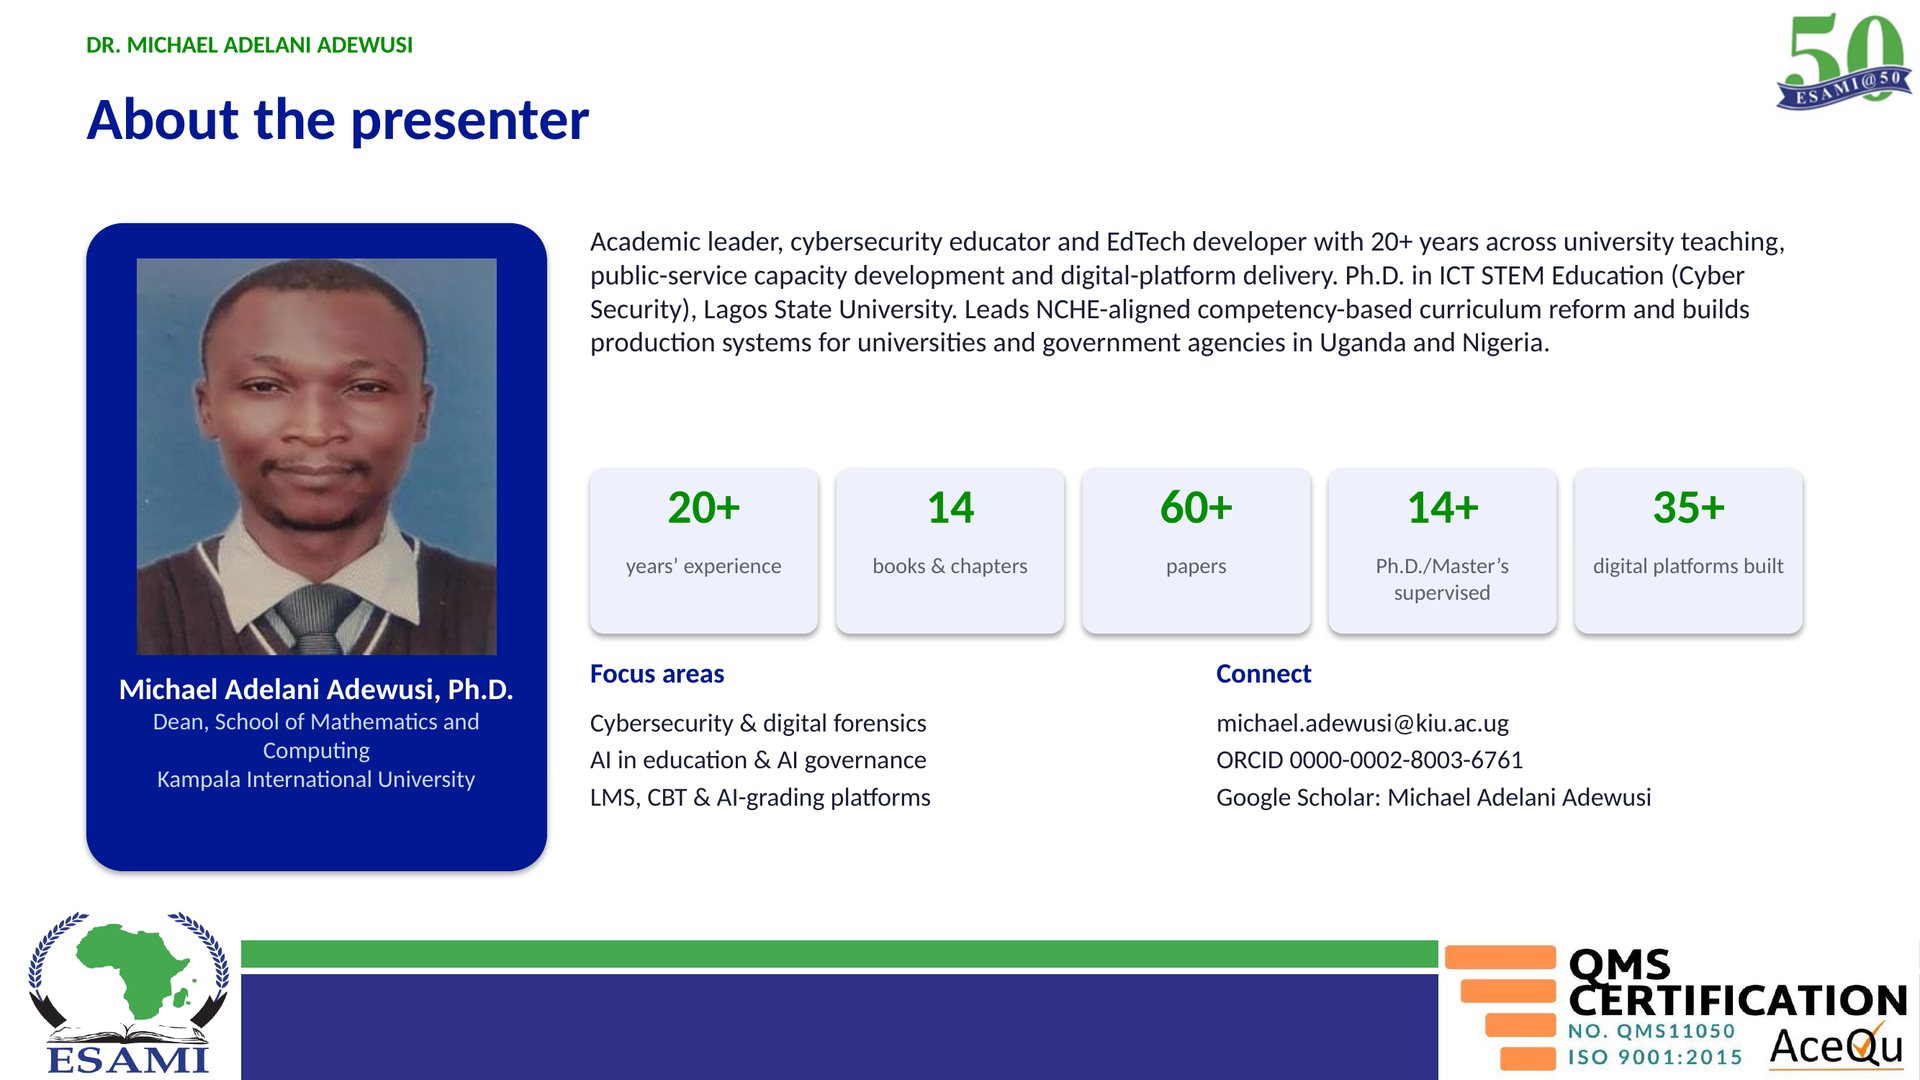 DR. MICHAEL ADELANI ADEWUSI
50
ESAMI@50
About the presenter
Academic leader, cybersecurity educator and EdTech developer with 20+ years across university teaching,
public-service capacity development and digital-platform delivery. Ph.D. in ICT STEM Education (Cyber
Security), Lagos State University. Leads NCHE-aligned competency-based curriculum reform and builds
production systems for universities and government agencies in Uganda and Nigeria.
20+
years’ experience
14
books & chapters
60+
papers
14+
Ph.D./Master’s
supervised
35+
digital platforms built
Michael Adelani Adewusi, Ph.D.
Dean, School of Mathematics and
Computing
Kampala International University
Focus areas
Cybersecurity & digital forensics
AI in education & AI governance
LMS, CBT & AI-grading platforms
Connect
michael.adewusi@kiu.ac.ug
ORCID 0000-0002-8003-6761
Google Scholar: Michael Adelani Adewusi
ESAMI
QMS
CERTIFICATION
NO. QMS11050
ISO 9001:2015
AceQu